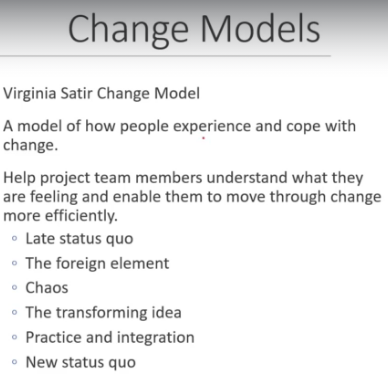 Change Models
Virginia Satir Change Model
A model of how people experience and cope with
change.
Help project team members understand what they
are feeling and enable them to move through change
more efficiently.
◦ Late status quo
◦ The foreign element
◦ Chaos
◦ The transforming idea
◦ Practice and integration
◦ New status quo